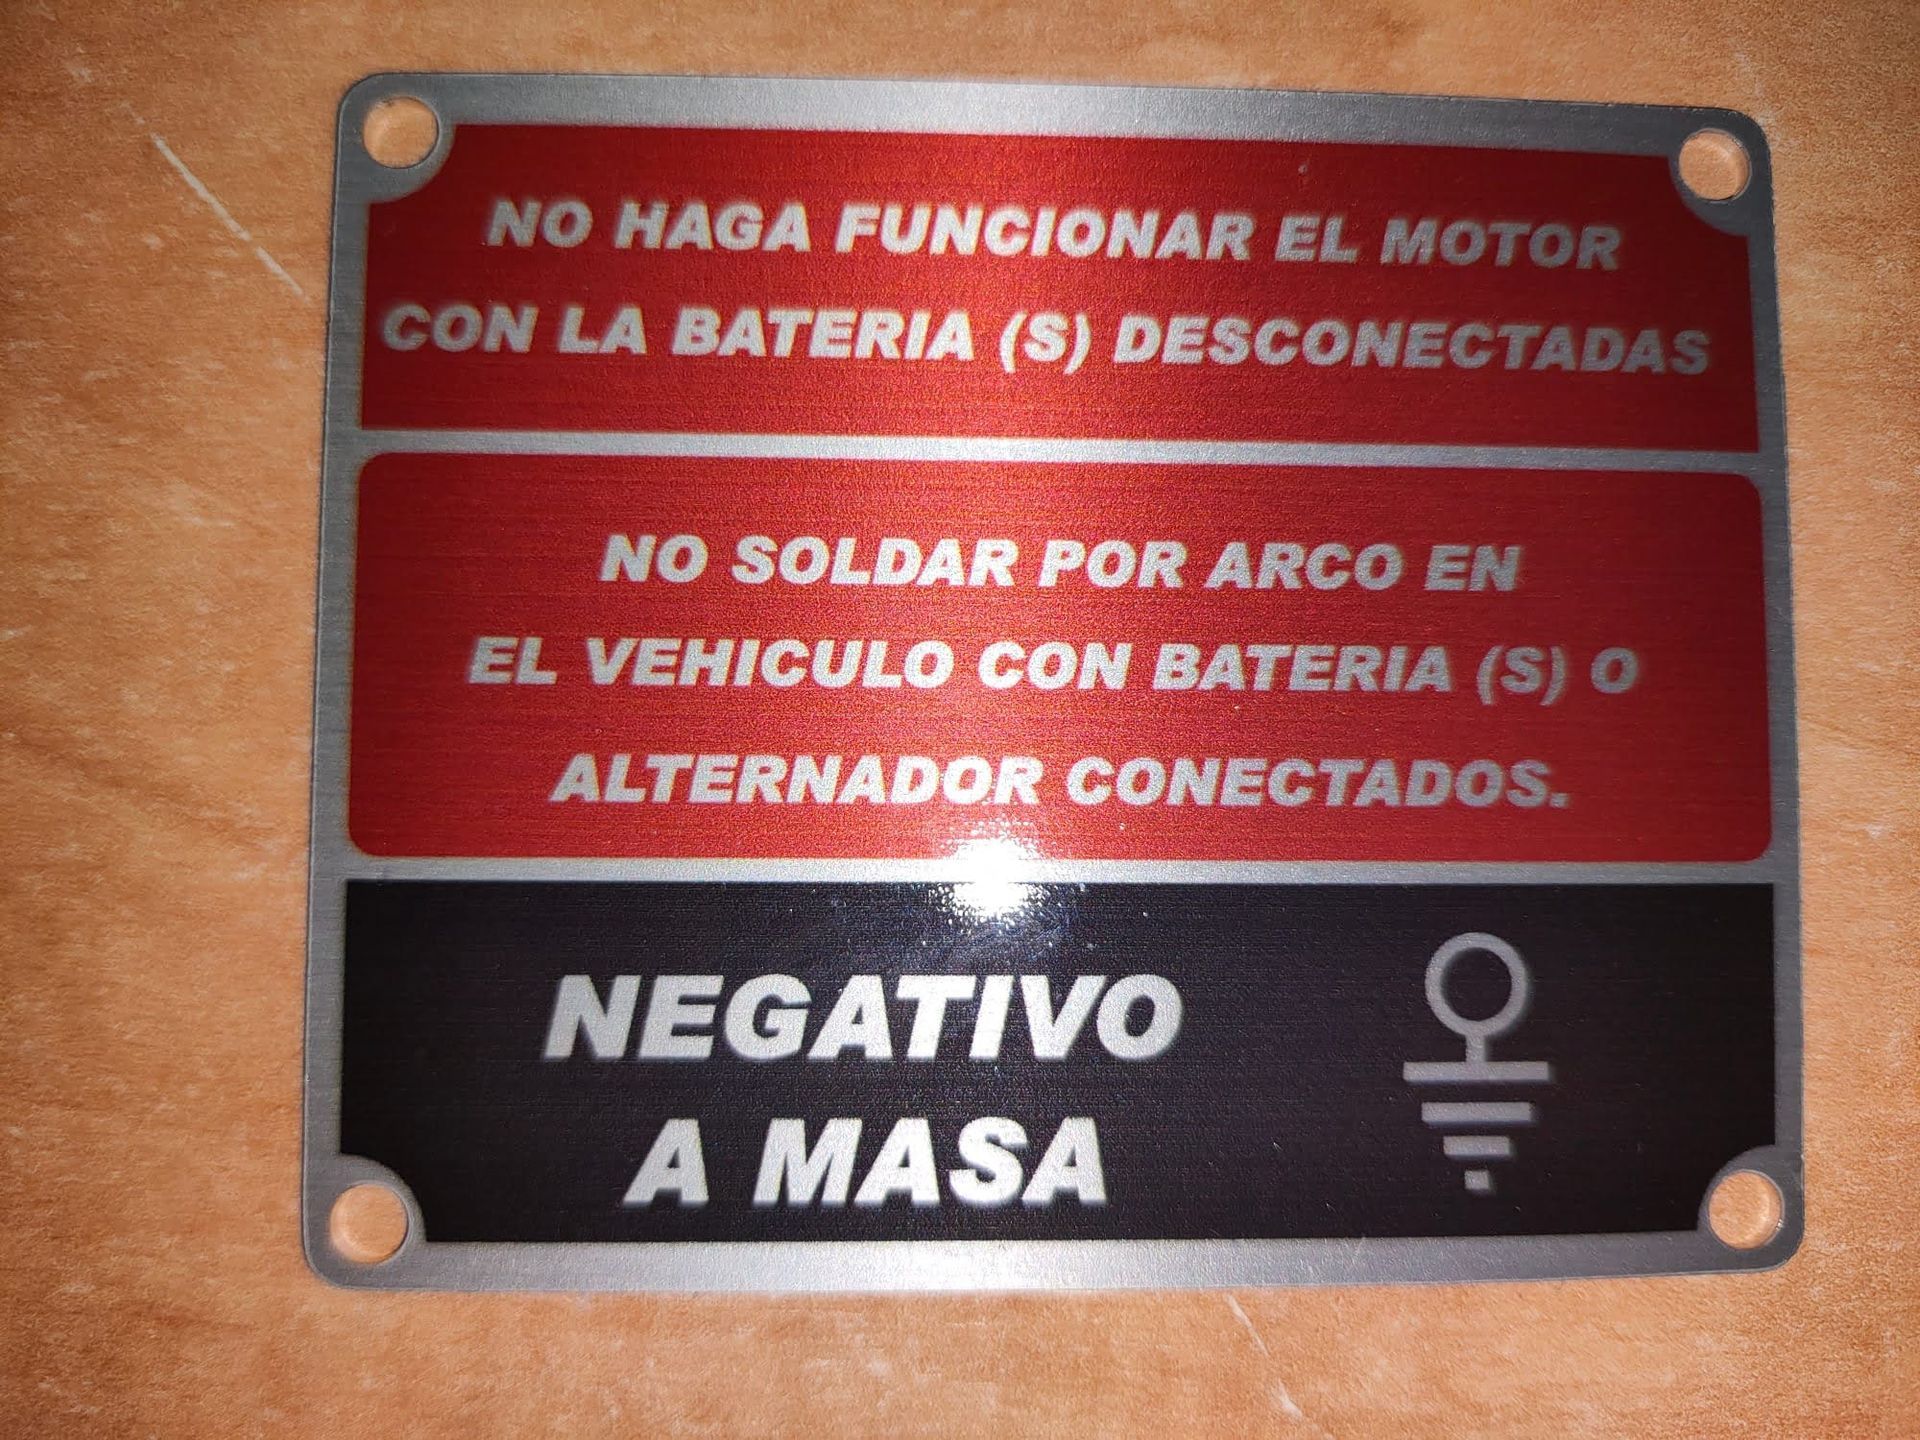 NO HAGA FUNCIONAR EL MOTOR
CON LA BATERIA (S) DESCONECTADAS
NO SOLDAR POR ARCO EN
EL VEHICULO CON BATERIA (S) O
ALTERNADOR CONECTADOS.
NEGATIVO
A MASA